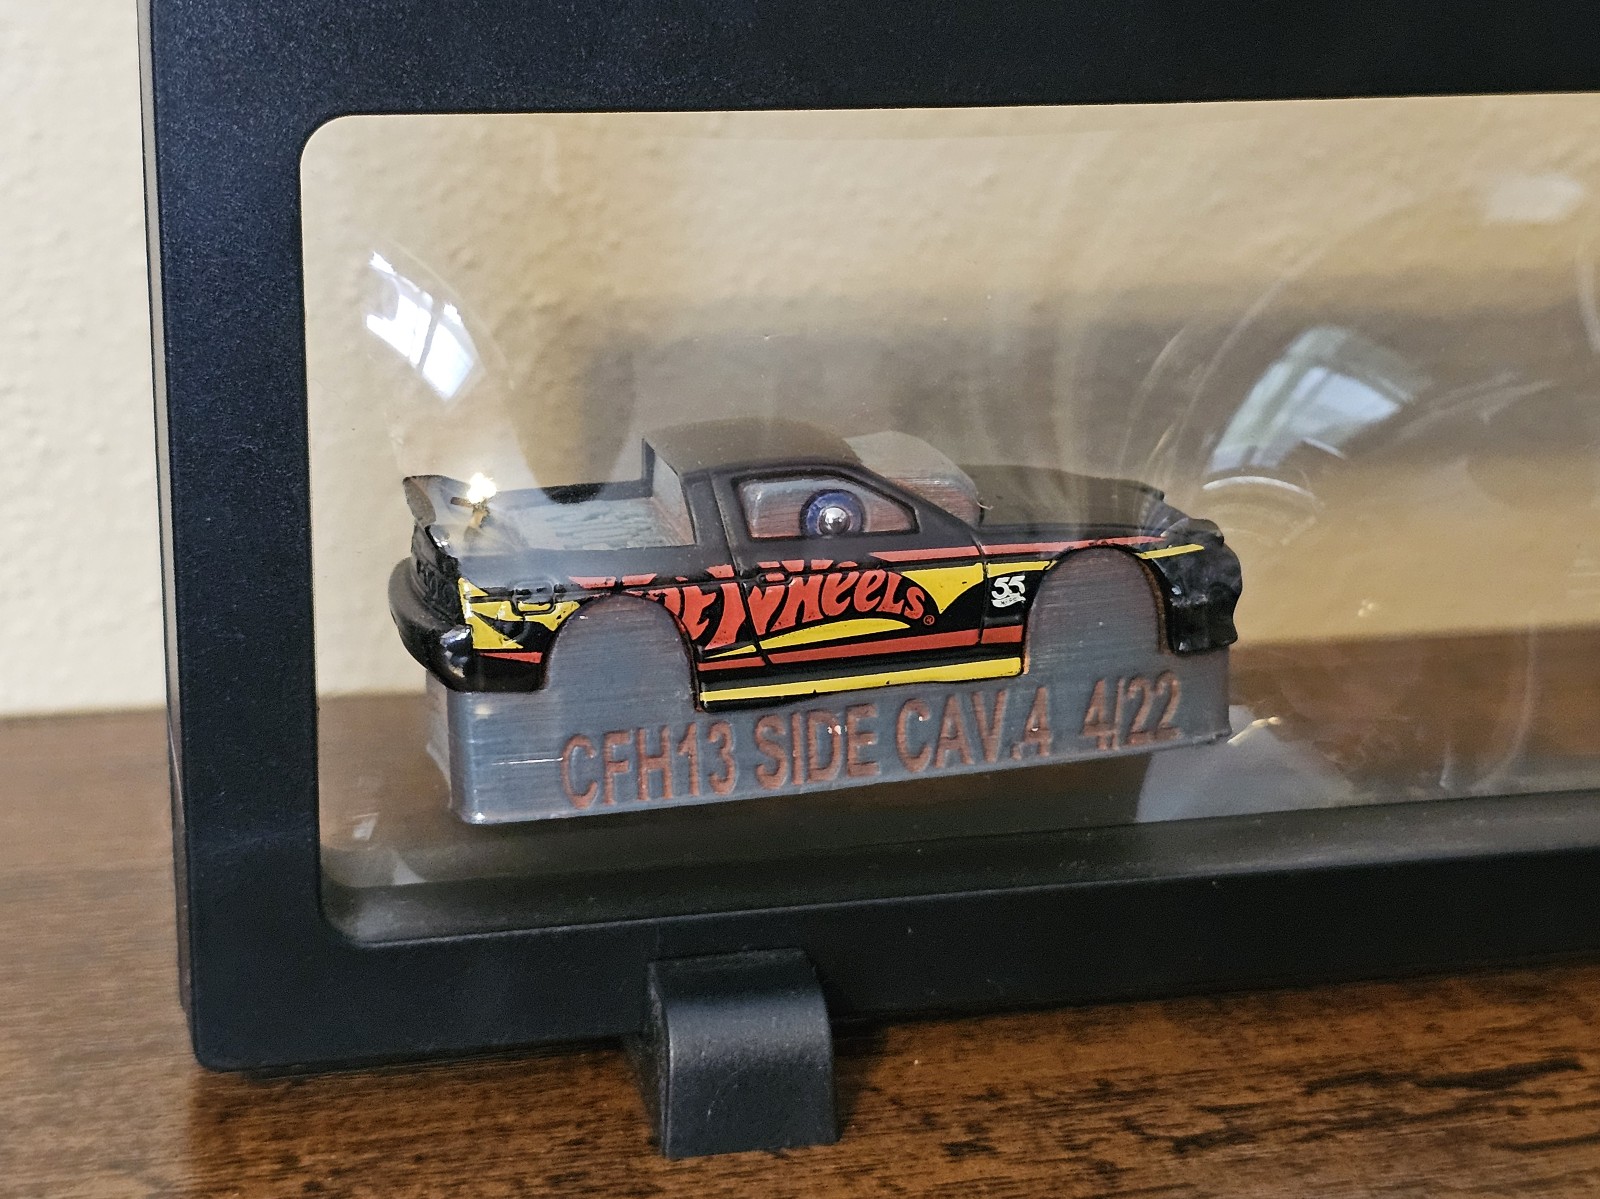 Hot Wheels®
55
CFH13 SIDE CAV.4 4/22